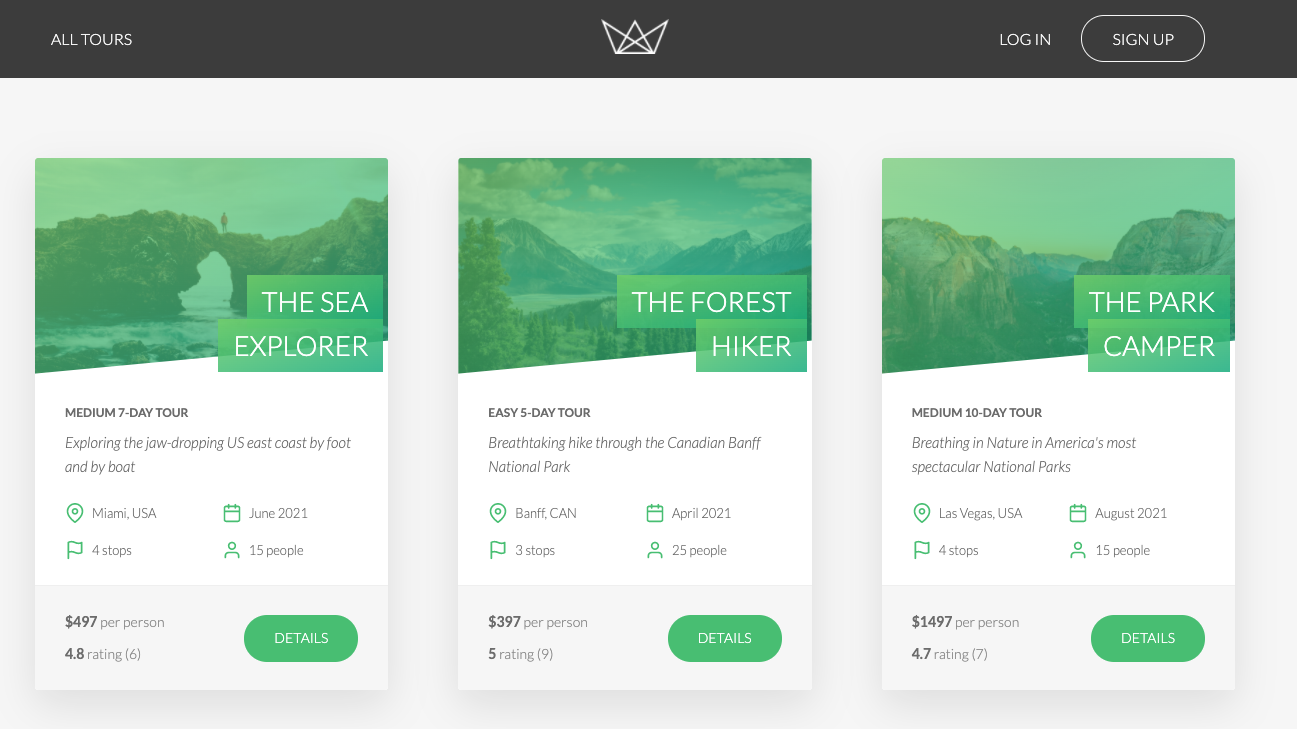 ALL TOURS
LOG IN
SIGN UP
THE SEA
EXPLORER
MEDIUM 7-DAY TOUR
Exploring the jaw-dropping US east coast by foot
and by boat
Miami, USA
June 2021
4 stops
15 people
$497 per person
4.8 rating (6)
DETAILS
THE FOREST
HIKER
EASY 5-DAY TOUR
Breathtaking hike through the Canadian Banff
National Park
Banff, CAN
April 2021
3 stops
25 people
$397 per person
5 rating (9)
DETAILS
THE PARK
CAMPER
MEDIUM 10-DAY TOUR
Breathing in Nature in America's most
spectacular National Parks
Las Vegas, USA
August 2021
4 stops
15 people
$1497 per person
4.7 rating (7)
DETAILS